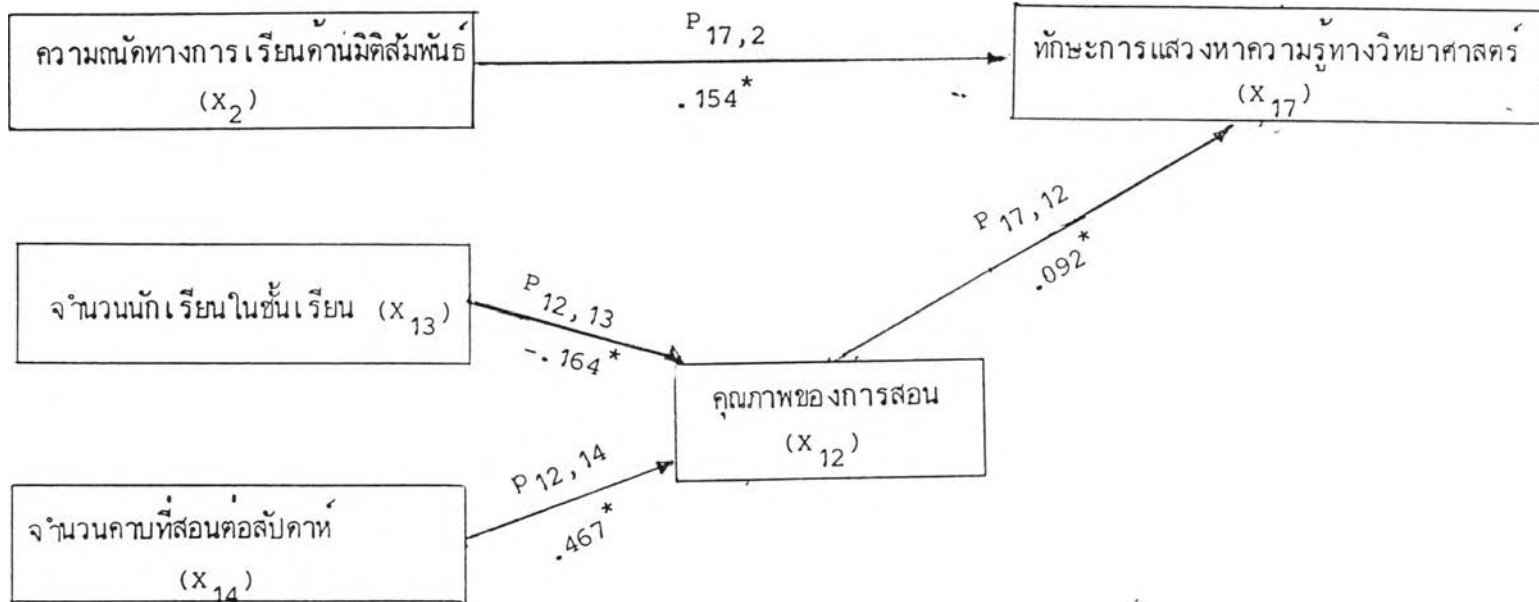 ความถนัดทางการเรียนด้านมิติสัมพันธ์
(X2)
P17,2
.154*
ทักษะการแสวงหาความรู้ทางวิทยาศาสตร์
(X17)
P17,12
.092*
จำนวนนักเรียนในชั้นเรียน (X13)
P12,13
-.164*
คุณภาพของการสอน
(X12)
P12,14
.467*
จำนวนคาบที่สอนต่อสัปดาห์
(X14)